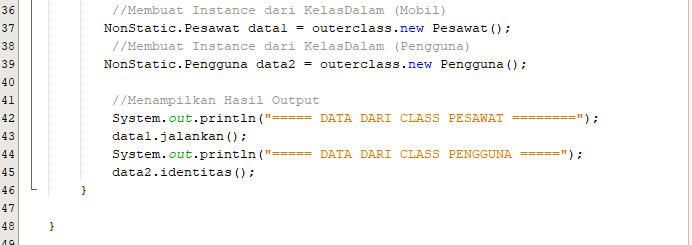 36 //Membuat Instance dari KelasDalam (Mobil)
37 NonStatic.Pesawat data1 = outerclass.new Pesawat();
38 //Membuat Instance dari KelasDalam (Pengguna)
39 NonStatic.Pengguna data2 = outerclass.new Pengguna();
40
41 //Menampilkan Hasil Output
42 System.out.println("===== DATA DARI CLASS PESAWAT ========");
43 data1.jalankan();
44 System.out.println("===== DATA DARI CLASS PENGGUNA =====");
45 data2.identitas();
46 }
47
48 }
49